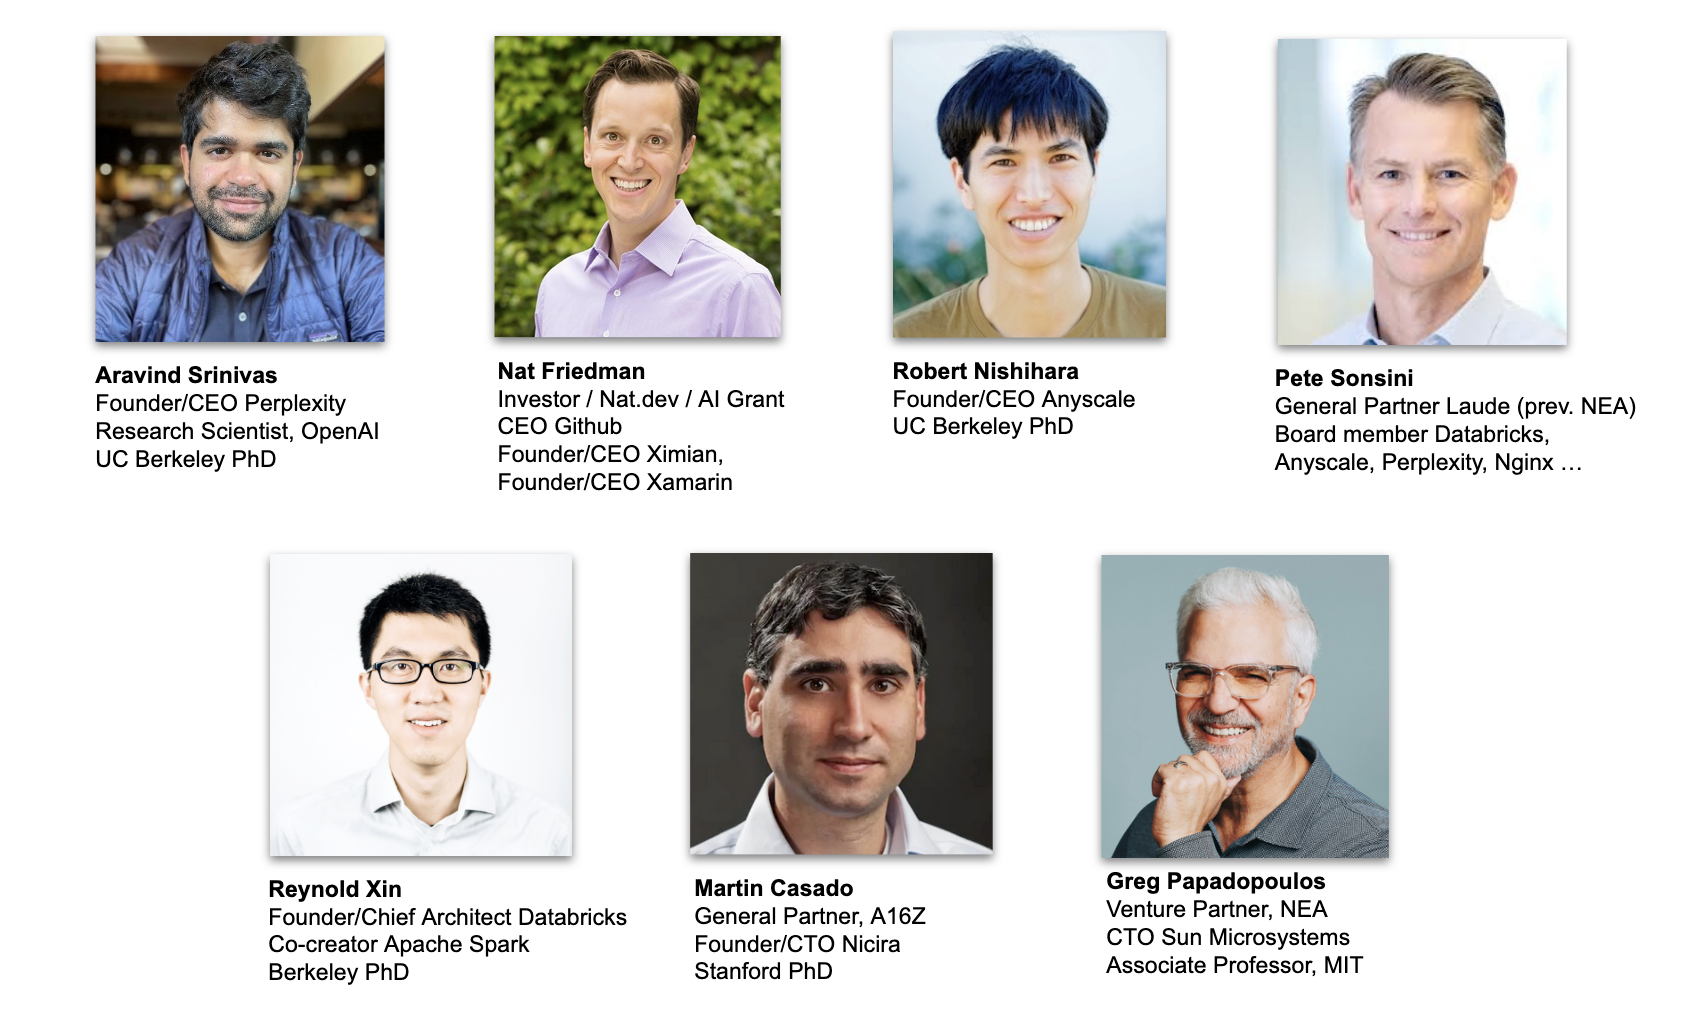 Aravind Srinivas
Founder/CEO Perplexity
Research Scientist, OpenAI
UC Berkeley PhD
Nat Friedman
Investor / Nat.dev / AI Grant
CEO Github
Founder/CEO Ximian,
Founder/CEO Xamarin
Robert Nishihara
Founder/CEO Anyscale
UC Berkeley PhD
Pete Sonsini
General Partner Laude (prev. NEA)
Board member Databricks,
Anyscale, Perplexity, Nginx …
Reynold Xin
Founder/Chief Architect Databricks
Co-creator Apache Spark
Berkeley PhD
Martin Casado
General Partner, A16Z
Founder/CTO Nicira
Stanford PhD
Greg Papadopoulos
Venture Partner, NEA
CTO Sun Microsystems
Associate Professor, MIT